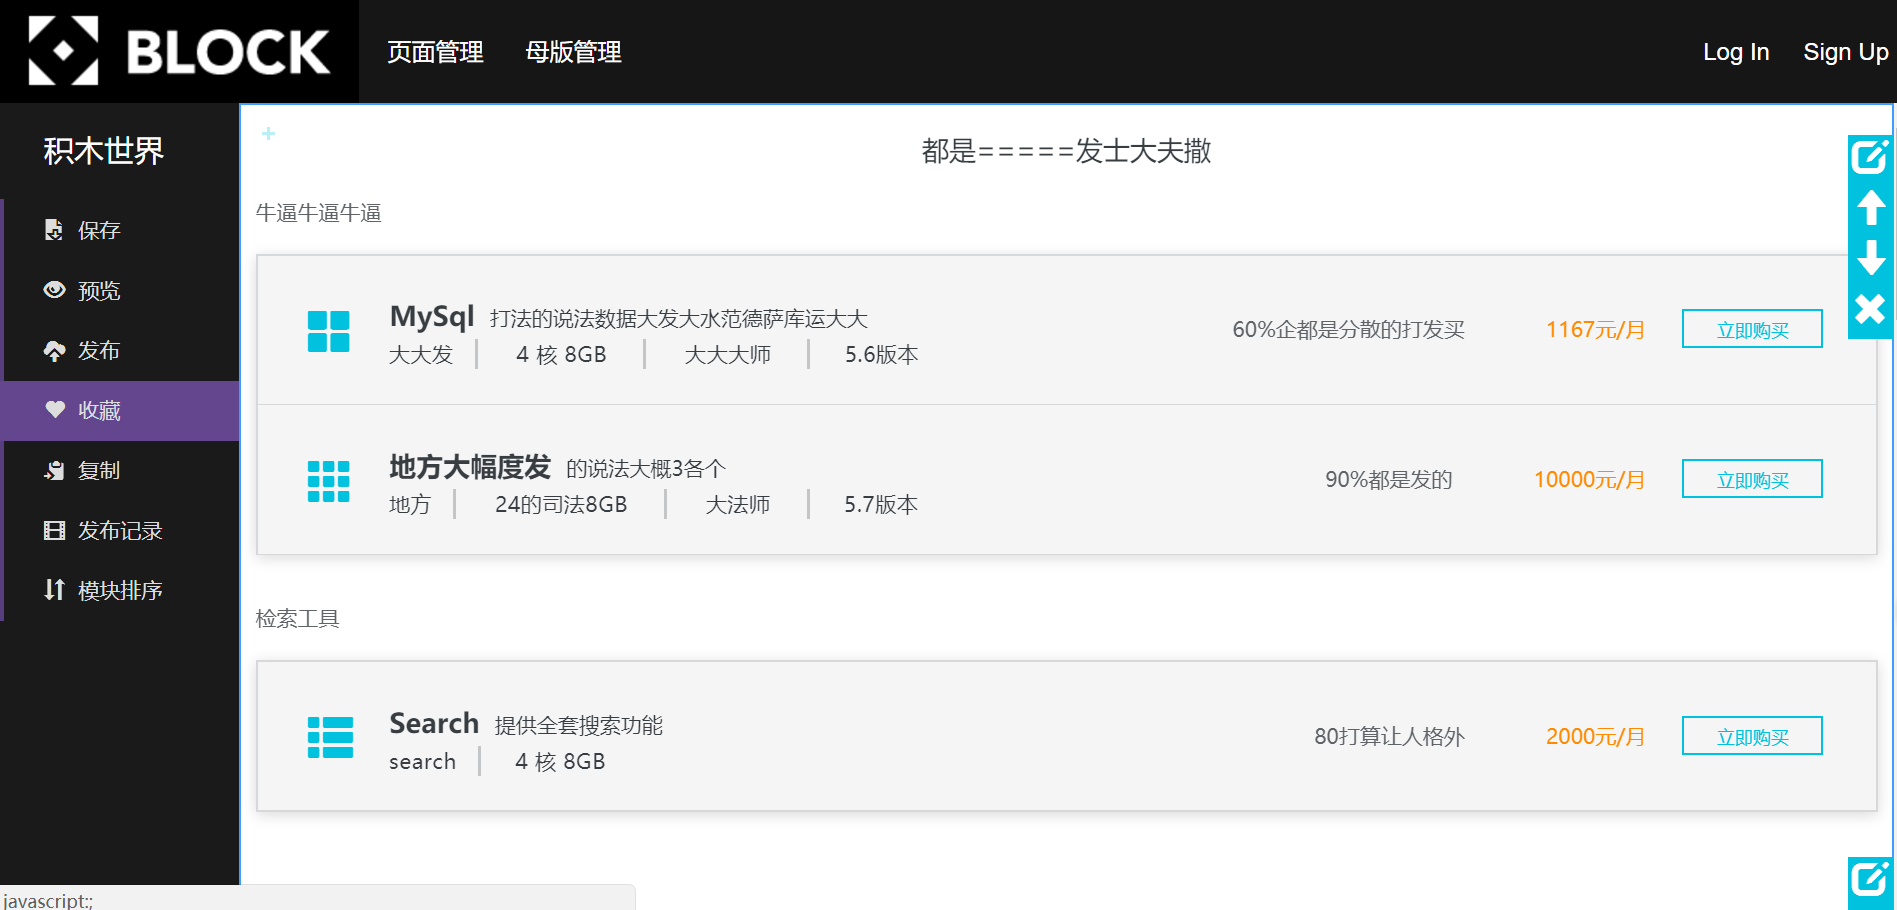 BLOCK 页面管理 母版管理 Log In Sign Up
积木世界
保存
预览
发布
收藏
复制
发布记录
模块排序
都是=====发士大夫撒
牛逼牛逼牛逼
MySql 打法的说法数据大发大水范德萨库运大大
大大发 4 核 8GB 大大大师 5.6版本
60%企都是分散的打发买 1167元/月 立即购买
地方大幅度发 的说法大概3各个
地方 24的司法8GB 大法师 5.7版本
90%都是发的 10000元/月 立即购买
检索工具
Search 提供全套搜索功能
search 4 核 8GB
80打算让人格外 2000元/月 立即购买
javascript:;